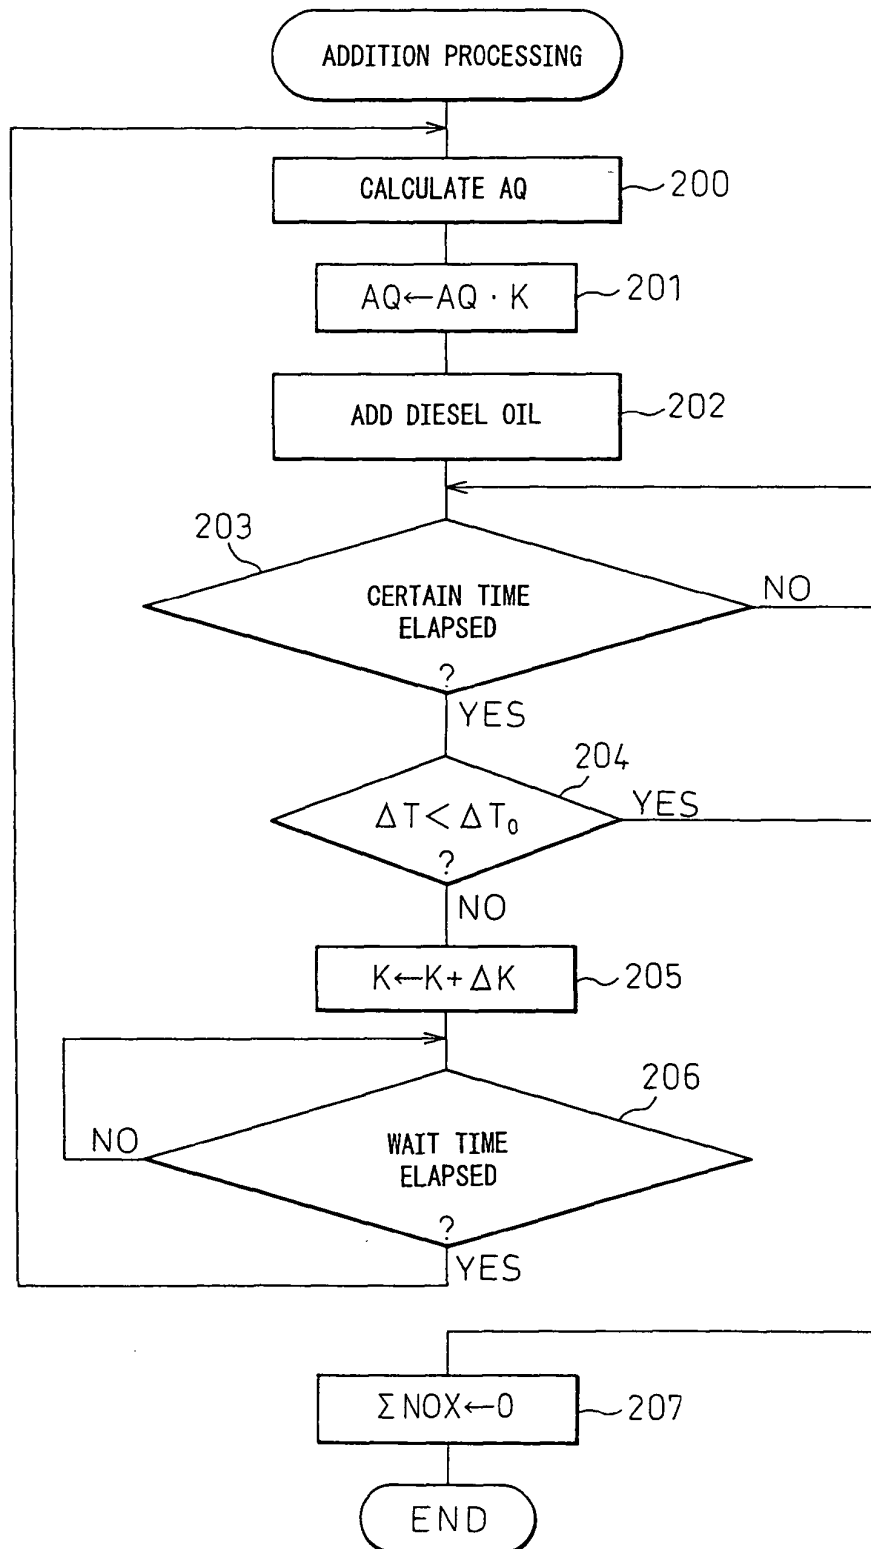 ADDITION PROCESSING
CALCULATE AQ
200
AQ←AQ・K
201
ADD DIESEL OIL
202
203
CERTAIN TIME
ELAPSED
?
NO
YES
204
ΔT<ΔT₀
?
YES
NO
K←K+ΔK
205
206
WAIT TIME
ELAPSED
?
NO
YES
ΣNOX←0
207
END